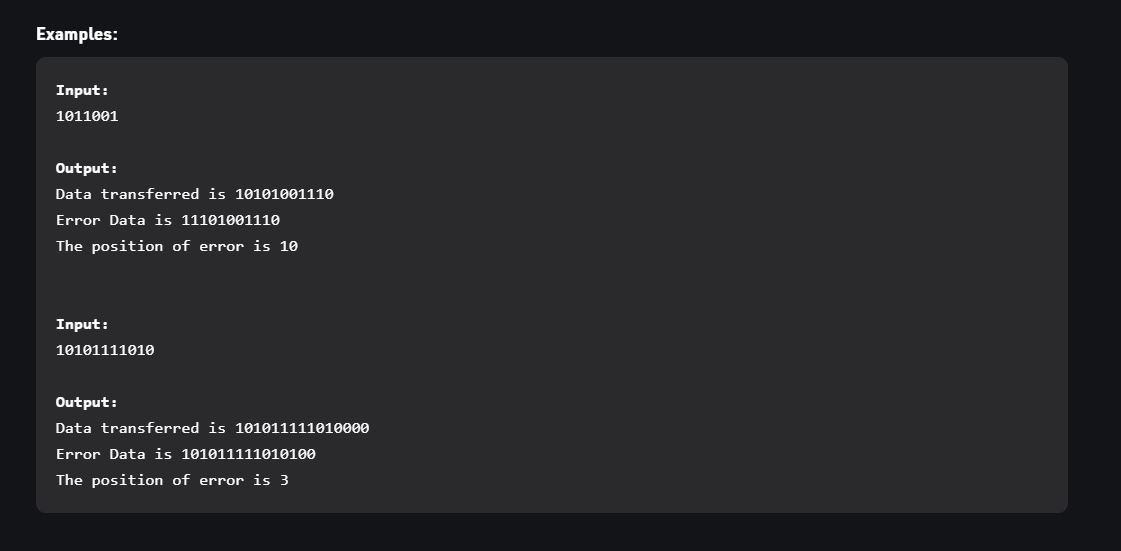 Examples:
Input:
1011001
Output:
Data transferred is 10101001110
Error Data is 11101001110
The position of error is 10
Input:
10101111010
Output:
Data transferred is 101011111010000
Error Data is 101011111010100
The position of error is 3